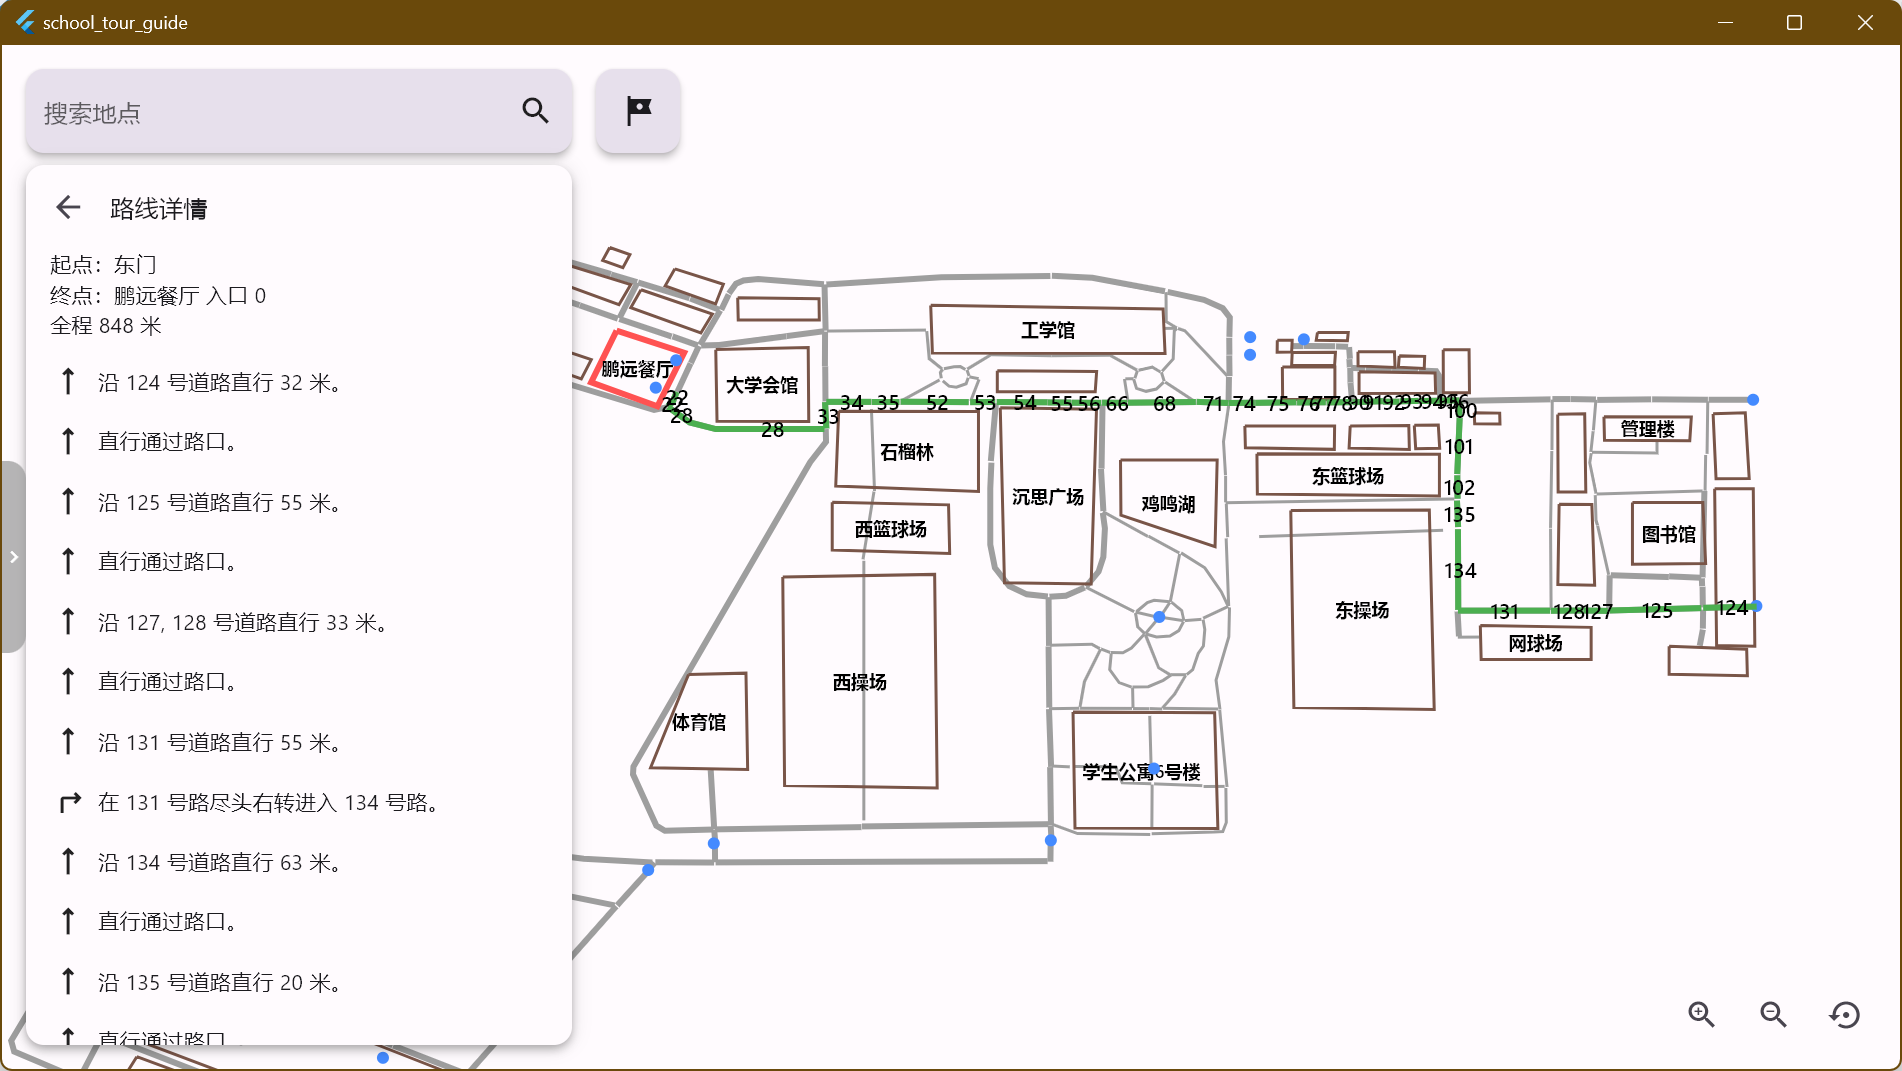 school_tour_guide
搜索地点
路线详情
起点：东门
终点：鹏远餐厅 入口 0
全程 848 米
沿 124 号道路直行 32 米。
直行通过路口。
沿 125 号道路直行 55 米。
直行通过路口。
沿 127, 128 号道路直行 33 米。
直行通过路口。
沿 131 号道路直行 55 米。
在 131 号路尽头右转进入 134 号路。
沿 134 号道路直行 63 米。
直行通过路口。
沿 135 号道路直行 20 米。
直行通过路口
工学馆
鹏远餐厅
大学会馆
22
28
28
33
34
35
52
53
54
55
56
66
68
71
74
75
76
77
78
91
92
93
100
101
102
135
134
131
128
127
125
124
石榴林
沉思广场
鸡鸣湖
东篮球场
管理楼
图书馆
西篮球场
东操场
网球场
西操场
体育馆
学生公寓5号楼